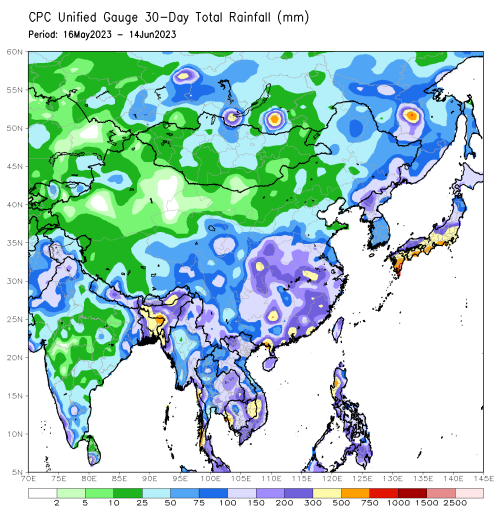 CPC Unified Gauge 30-Day Total Rainfall (mm)
Period: 16May2023 - 14Jun2023
60N
55N
50N
45N
40N
35N
30N
25N
20N
15N
10N
5N
70E 75E 80E 85E 90E 95E 100E 105E 110E 115E 120E 125E 130E 135E 140E 145E
2 5 10 25 50 75 100 150 200 300 500 750 1000 1500 2500